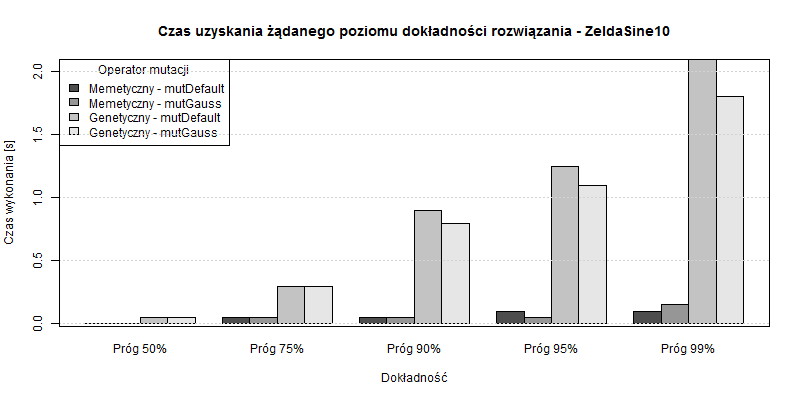 Czas uzyskania żądanego poziomu dokładności rozwiązania - ZeldaSine10
Operator mutacji
Memetyczny - mutDefault
Memetyczny - mutGauss
Genetyczny - mutDefault
Genetyczny - mutGauss
Czas wykonania [s]
2.0
1.5
1.0
0.5
0.0
Próg 50%
Próg 75%
Próg 90%
Próg 95%
Próg 99%
Dokładność